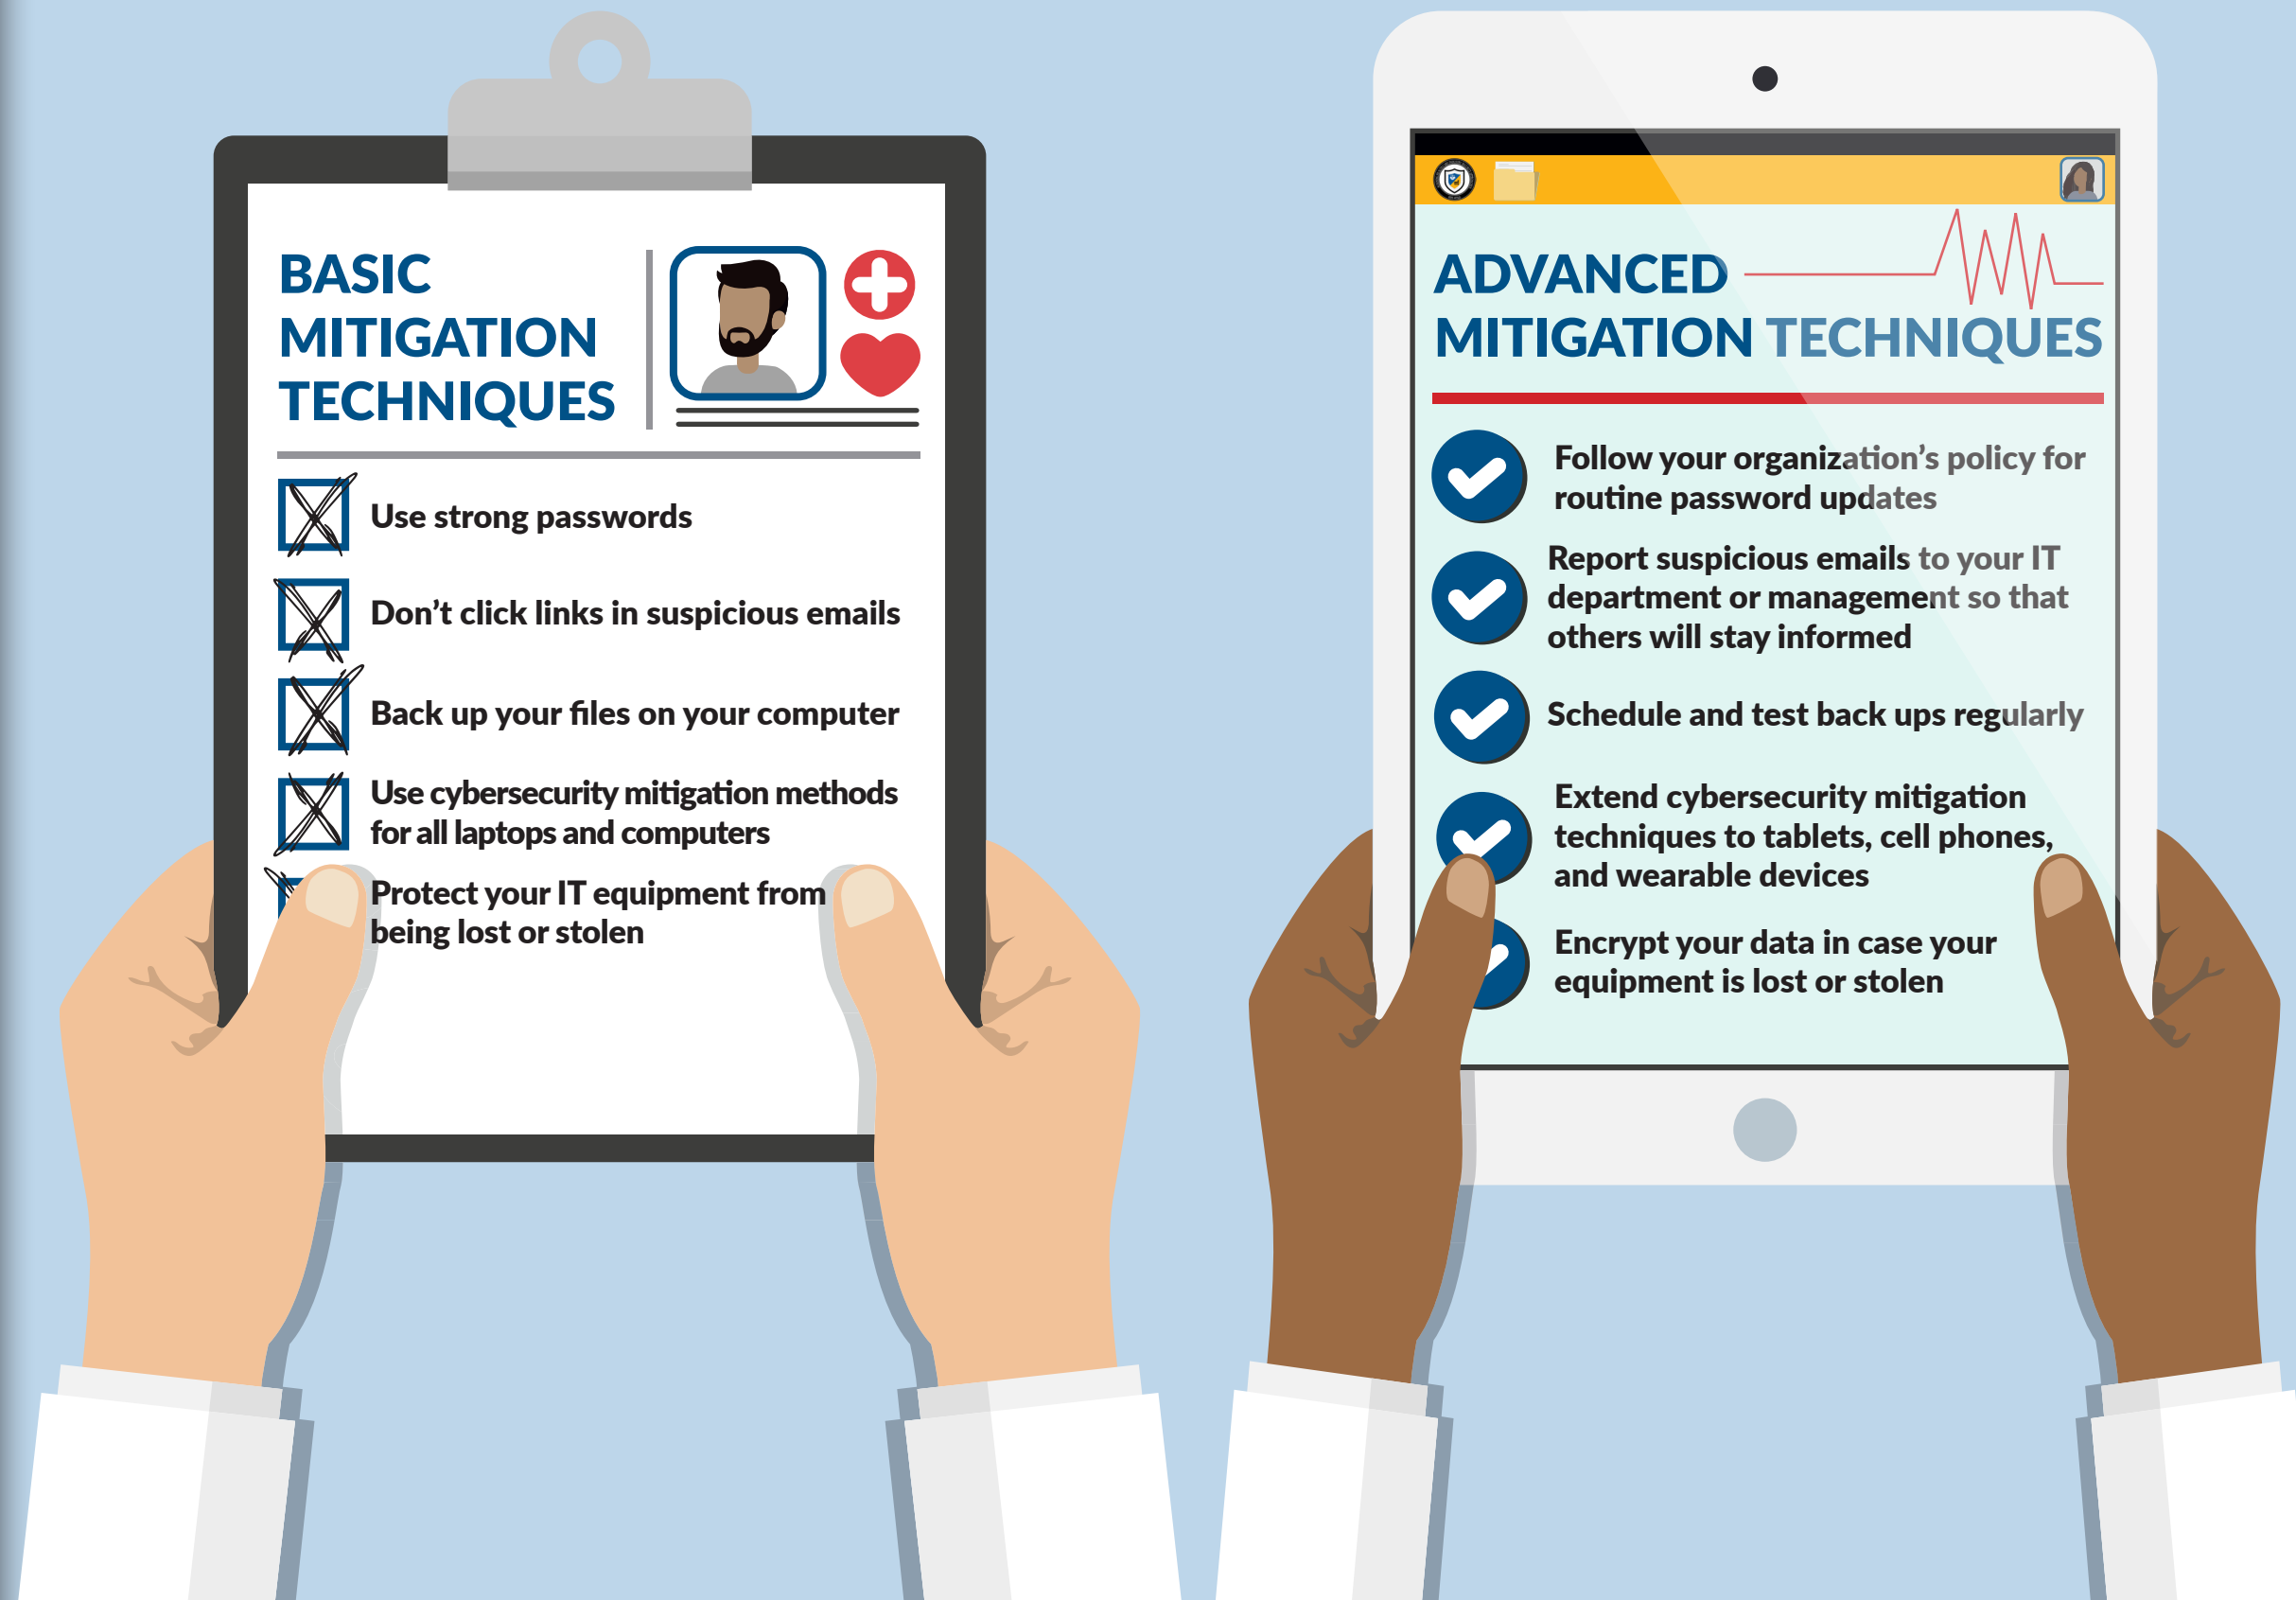 BASIC
MITIGATION
TECHNIQUES
Use strong passwords
Don’t click links in suspicious emails
Back up your files on your computer
Use cybersecurity mitigation methods
for all laptops and computers
Protect your IT equipment from
being lost or stolen
ADVANCED
MITIGATION TECHNIQUES
Follow your organization’s policy for
routine password updates
Report suspicious emails to your IT
department or management so that
others will stay informed
Schedule and test back ups regularly
Extend cybersecurity mitigation
techniques to tablets, cell phones,
and wearable devices
Encrypt your data in case your
equipment is lost or stolen